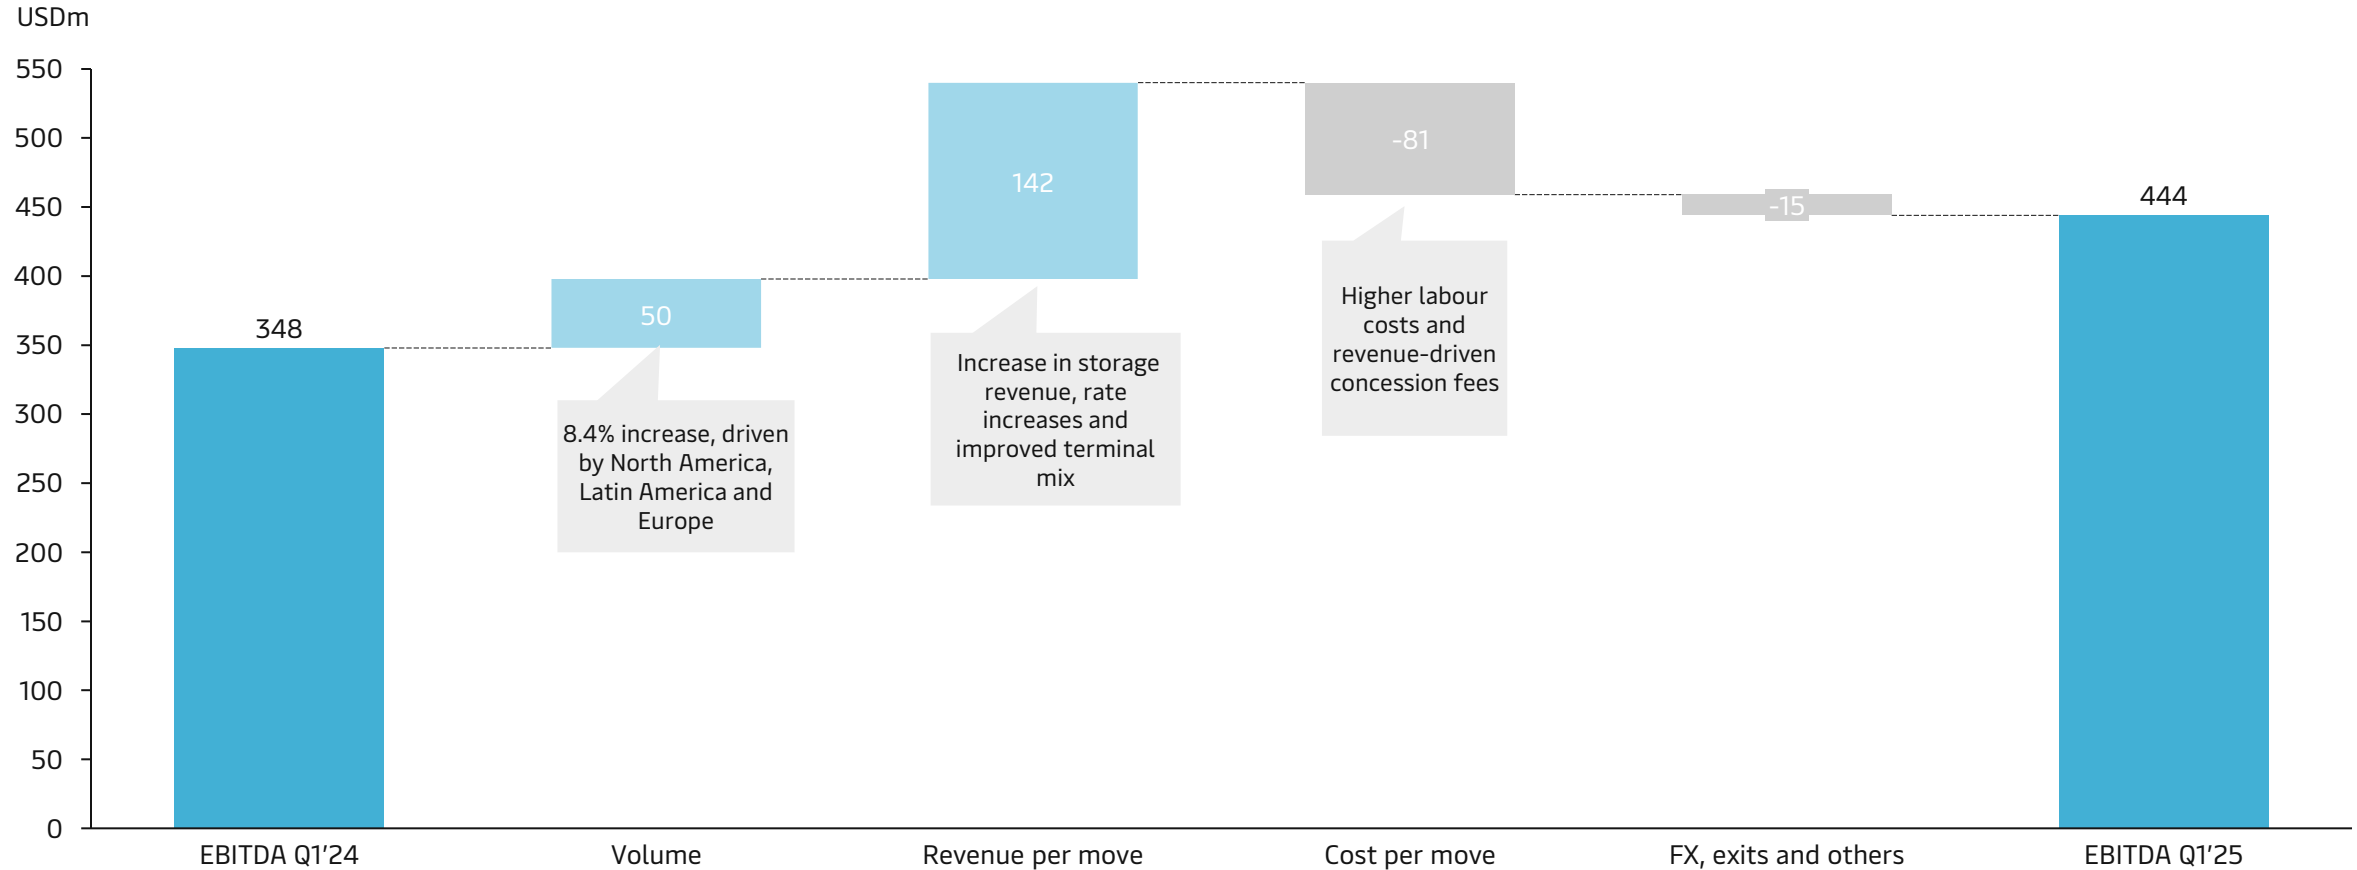 USDm
550
500
450
400
350
300
250
200
150
100
50
0
348
50
142
-81
-15
444
8.4% increase, driven
by North America,
Latin America and
Europe
Increase in storage
revenue, rate
increases and
improved terminal
mix
Higher labour
costs and
revenue-driven
concession fees
EBITDA Q1’24
Volume
Revenue per move
Cost per move
FX, exits and others
EBITDA Q1’25